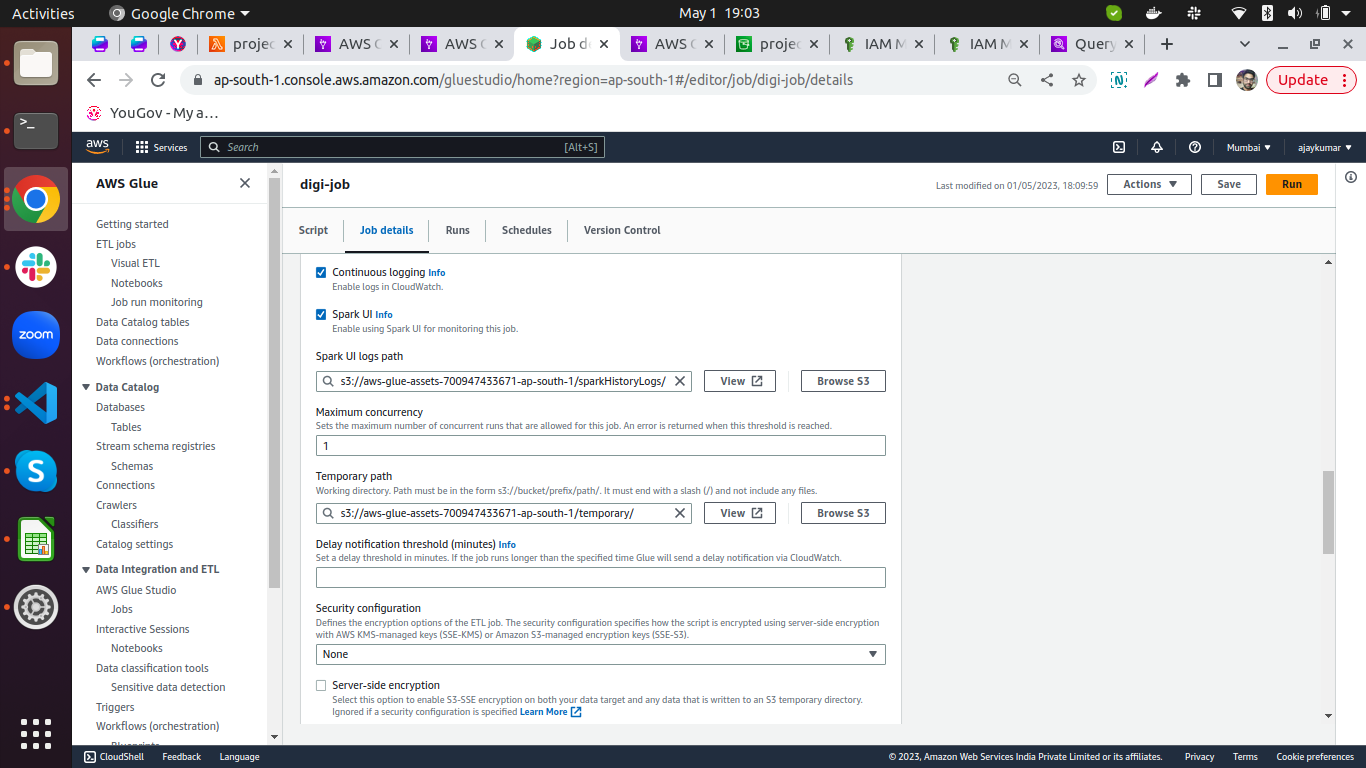 Activities
Google Chrome
May 1 19:03
projec
AWS C
AWS C
Job de
AWS C
projec
IAM M
IAM M
Query
ap-south-1.console.aws.amazon.com/gluestudio/home?region=ap-south-1#/editor/job/digi-job/details
Update
YouGov - My a…
aws
Services
Search
[Alt+S]
Mumbai
ajaykumar
AWS Glue
Getting started
ETL jobs
Visual ETL
Notebooks
Job run monitoring
Data Catalog tables
Data connections
Workflows (orchestration)
Data Catalog
Databases
Tables
Stream schema registries
Schemas
Connections
Crawlers
Classifiers
Catalog settings
Data Integration and ETL
AWS Glue Studio
Jobs
Interactive Sessions
Notebooks
Data classification tools
Sensitive data detection
Triggers
Workflows (orchestration)
Blueprints
digi-job
Last modified on 01/05/2023, 18:09:59
Actions
Save
Run
Script
Job details
Runs
Schedules
Version Control
Continuous logging Info
Enable logs in CloudWatch.
Spark UI Info
Enable using Spark UI for monitoring this job.
Spark UI logs path
s3://aws-glue-assets-700947433671-ap-south-1/sparkHistoryLogs/
View
Browse S3
Maximum concurrency
Sets the maximum number of concurrent runs that are allowed for this job. An error is returned when this threshold is reached.
1
Temporary path
Working directory. Path must be in the form s3://bucket/prefix/path/. It must end with a slash (/) and not include any files.
s3://aws-glue-assets-700947433671-ap-south-1/temporary/
View
Browse S3
Delay notification threshold (minutes) Info
Set a delay threshold in minutes. If the job runs longer than the specified time Glue will send a delay notification via CloudWatch.
Security configuration
Defines the encryption options of the ETL job. The security configuration specifies how the script is encrypted using server-side encryption
with AWS KMS-managed keys (SSE-KMS) or Amazon S3-managed encryption keys (SSE-S3).
None
Server-side encryption
Select this option to enable S3-SSE encryption on both your data target and any data that is written to an S3 temporary directory.
Ignored if a security configuration is specified Learn More
zoom
CloudShell
Feedback
Language
© 2023, Amazon Web Services India Private Limited or its affiliates.
Privacy
Terms
Cookie preferences